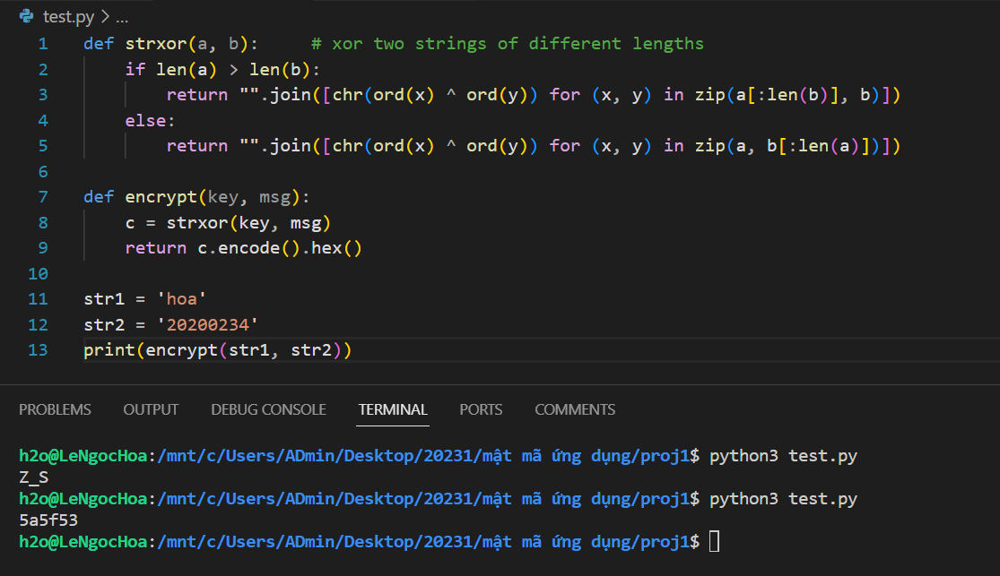 test.py > ...
1 def strxor(a, b):     # xor two strings of different lengths
2     if len(a) > len(b):
3         return "".join([chr(ord(x) ^ ord(y)) for (x, y) in zip(a[:len(b)], b)])
4     else:
5         return "".join([chr(ord(x) ^ ord(y)) for (x, y) in zip(a, b[:len(a)])])
6
7 def encrypt(key, msg):
8     c = strxor(key, msg)
9     return c.encode().hex()
10
11 str1 = 'hoa'
12 str2 = '20200234'
13 print(encrypt(str1, str2))
PROBLEMS OUTPUT DEBUG CONSOLE TERMINAL PORTS COMMENTS
h2o@LeNgocHoa:/mnt/c/Users/ADmin/Desktop/20231/mật mã ứng dụng/proj1$ python3 test.py
Z_S
h2o@LeNgocHoa:/mnt/c/Users/ADmin/Desktop/20231/mật mã ứng dụng/proj1$ python3 test.py
5a5f53
h2o@LeNgocHoa:/mnt/c/Users/ADmin/Desktop/20231/mật mã ứng dụng/proj1$